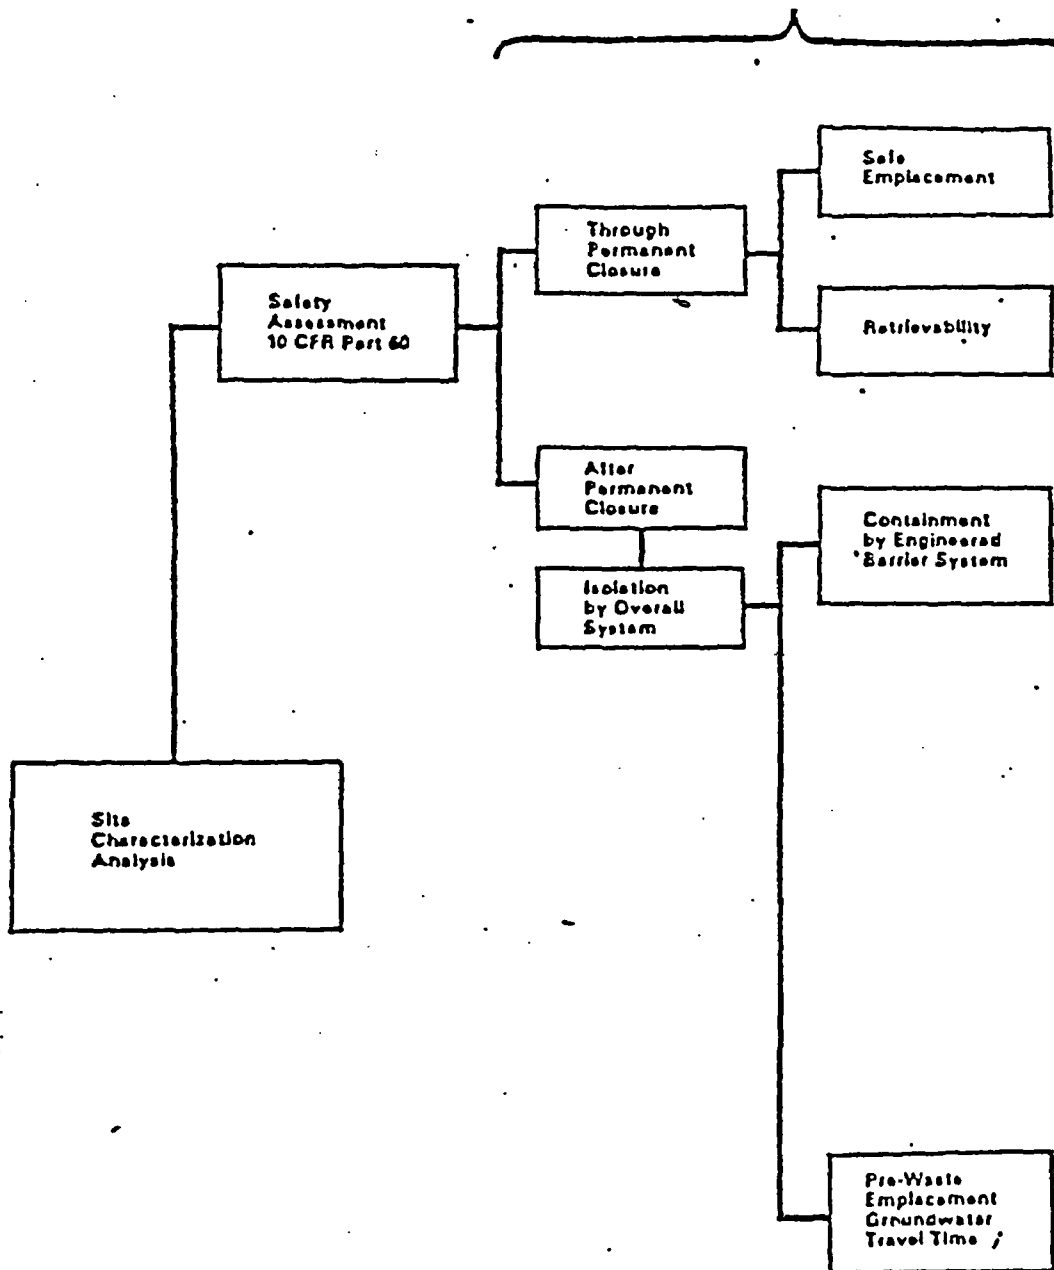 Safe
Emplacement
Through
Permanent
Closure
Safety
Assessment
10 CFR Part 60
Retrievability
After
Permanent
Closure
Containment
by Engineered
Barrier System
Isolation
by Overall
System
Site
Characterization
Analysis
Pre-Waste
Emplacement
Groundwater
Travel Time